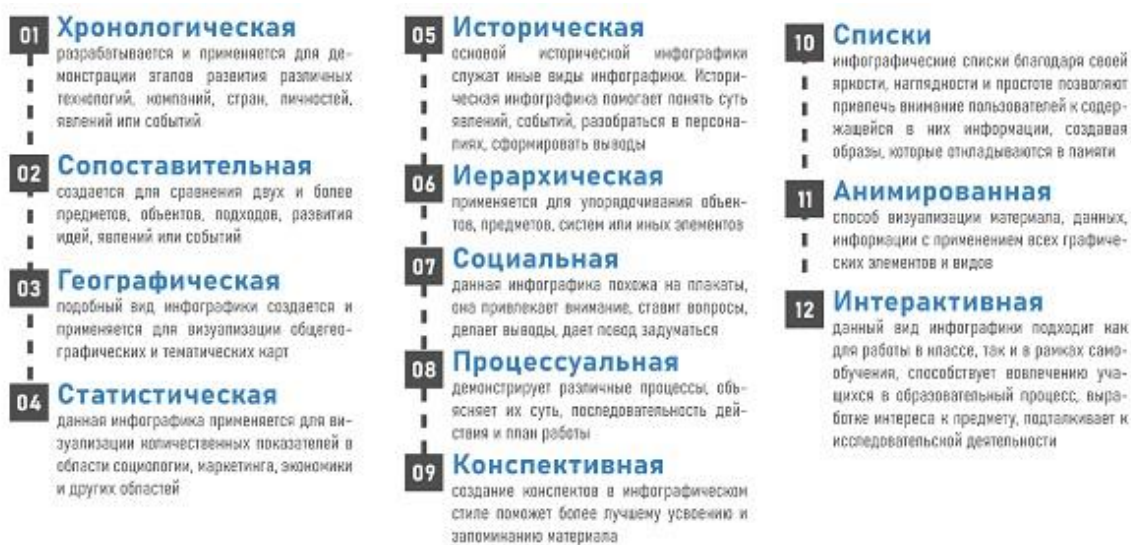 01 Хронологическая
разрабатывается и применяется для де-
монстрации этапов развития различных
технологий, компаний, стран, личностей,
явлений или событий
02 Сопоставительная
создается для сравнения двух и более
предметов, объектов, подходов, развития
идей, явлений или событий
03 Географическая
подобный вид инфографики создается и
применяется для визуализации общегео-
графических и тематических карт
04 Статистическая
данная инфографика применяется для ви-
зуализации количественных показателей в
области социологии, маркетинга, экономики
и других областей
05 Историческая
основой исторической инфографики
служат иные виды инфографики. Истори-
ческая инфографика помогает понять суть
явлений, событий, разобраться в персона-
лиях, сформировать выводы
06 Иерархическая
применяется для упорядочивания объек-
тов, предметов, систем или иных элементов
07 Социальная
данная инфографика похожа на плакаты,
она привлекает внимание, ставит вопросы,
делает выводы, дает повод задуматься
08 Процессуальная
демонстрирует различные процессы, объ-
ясняет их суть, последовательность дей-
ствия и план работы
09 Конспективная
создание конспектов в инфографическом
стиле поможет более лучшему усвоению и
запоминанию материала
10 Списки
инфографические списки благодаря своей
яркости, наглядности и простоте позволяют
привлечь внимание пользователей к содер-
жащейся в них информации, создавая
образы, которые откладываются в памяти
11 Анимированная
способ визуализации материала, данных,
информации с применением всех графиче-
ских элементов и видов
12 Интерактивная
данный вид инфографики подходит как
для работы в классе, так и в рамках само-
обучения, способствует вовлечению уча-
щихся в образовательный процесс, выра-
ботке интереса к предмету, подталкивает к
исследовательской деятельности